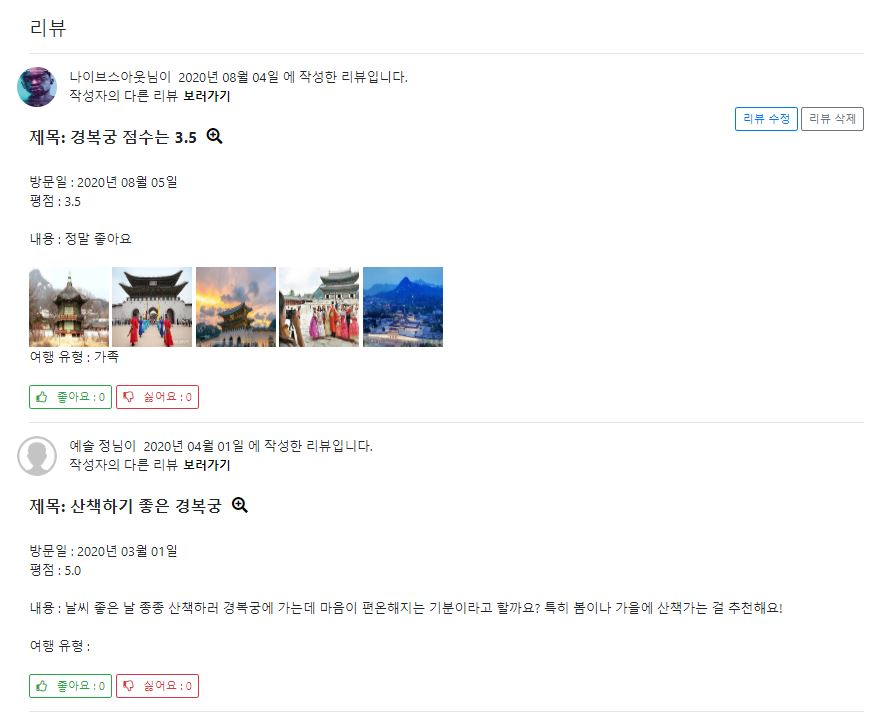 리뷰
나이브스아웃님이 2020년 08월 04일 에 작성한 리뷰입니다.
작성자의 다른 리뷰 보러가기
리뷰 수정 리뷰 삭제
제목: 경복궁 점수는 3.5
방문일 : 2020년 08월 05일
평점 : 3.5
내용 : 정말 좋아요
여행 유형 : 가족
좋아요 : 0 싫어요 : 0
예솔 정님이 2020년 04월 01일 에 작성한 리뷰입니다.
작성자의 다른 리뷰 보러가기
제목: 산책하기 좋은 경복궁
방문일 : 2020년 03월 01일
평점 : 5.0
내용 : 날씨 좋은 날 종종 산책하러 경복궁에 가는데 마음이 편온해지는 기분이라고 할까요? 특히 봄이나 가을에 산책가는 걸 추천해요!
여행 유형 :
좋아요 : 0 싫어요 : 0